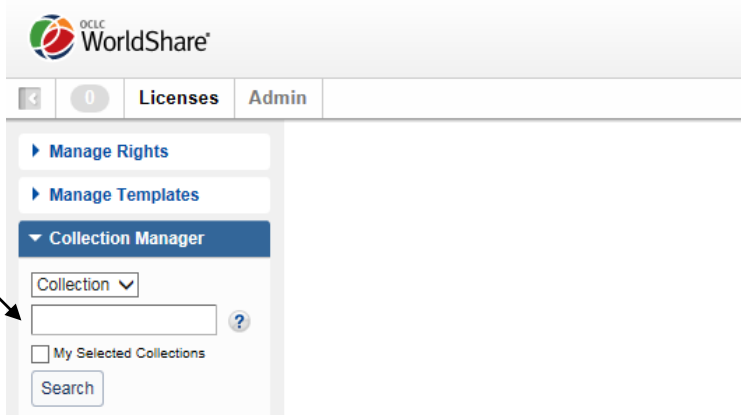 OCLC
WorldShare®
0 Licenses Admin
Manage Rights
Manage Templates
Collection Manager
Collection
?
My Selected Collections
Search